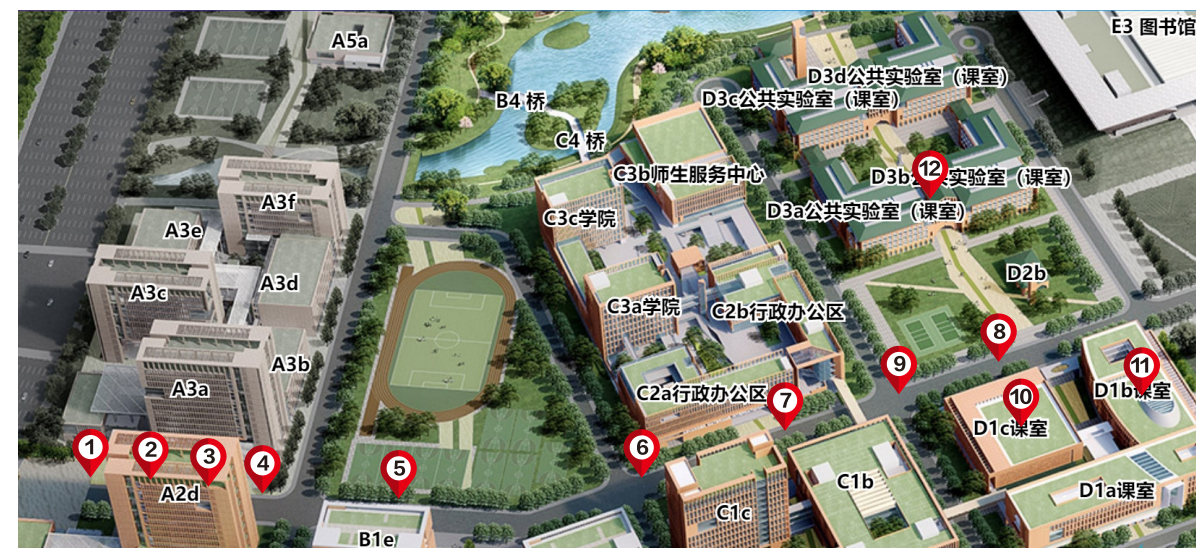 E3 图书馆
A5a
D3d公共实验室（课室）
B4 桥
D3c公共实验室（课室）
C4 桥
C3b师生服务中心
12
D3b公共实验室（课室）
A3f
C3c学院
D3a公共实验室（课室）
A3e
D2b
A3d
A3c
C3a学院
C2b行政办公区
8
A3b
9
11
A3a
C2a行政办公区
D1b课室
7
10
D1c课室
1
2
3
4
5
6
A2d
C1b
D1a课室
C1c
B1e